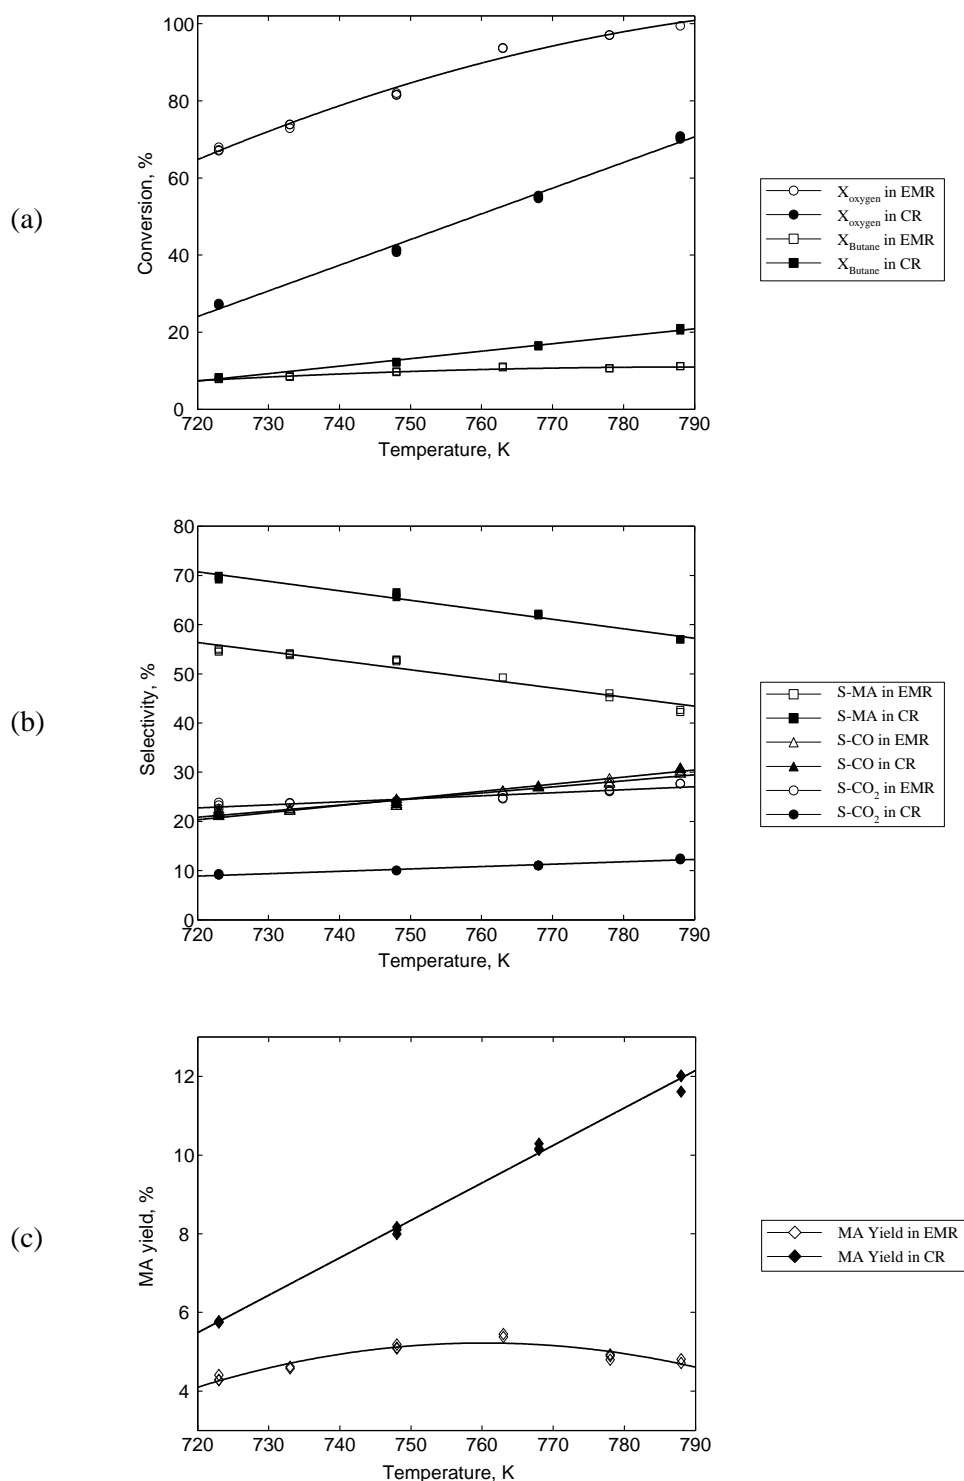 (a)
Conversion, %
100
80
60
40
20
0
720 730 740 750 760 770 780 790
Temperature, K
X_oxygen in EMR
X_oxygen in CR
X_Butane in EMR
X_Butane in CR
(b)
Selectivity, %
80
70
60
50
40
30
20
10
0
720 730 740 750 760 770 780 790
Temperature, K
S-MA in EMR
S-MA in CR
S-CO in EMR
S-CO in CR
S-CO₂ in EMR
S-CO₂ in CR
(c)
MA yield, %
12
10
8
6
4
720 730 740 750 760 770 780 790
Temperature, K
MA Yield in EMR
MA Yield in CR